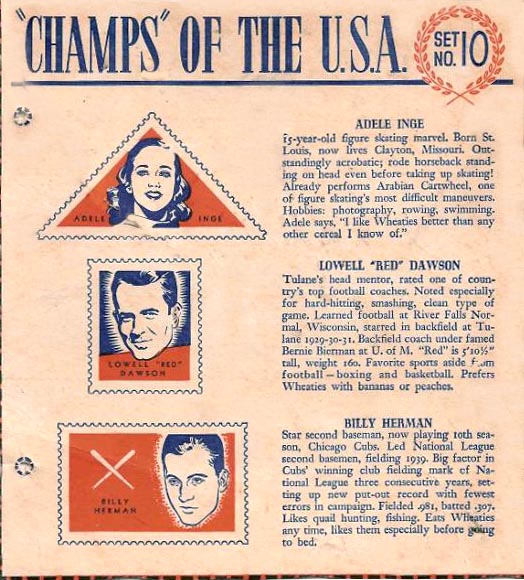 "CHAMPS" OF THE U.S.A.
SET
NO. 10
ADELE INGE
ADELE INGE
15-year-old figure skating marvel. Born St.
Louis, now lives Clayton, Missouri. Out-
standingly acrobatic; rode horseback stand-
ing on head even before taking up skating!
Already performs Arabian Cartwheel, one
of figure skating's most difficult maneuvers.
Hobbies: photography, rowing, swimming.
Adele says, "I like Wheaties better than any
other cereal I know of."
LOWELL "RED"
DAWSON
LOWELL "RED" DAWSON
Tulane's head mentor, rated one of coun-
try's top football coaches. Noted especially
for hard-hitting, smashing, clean type of
game. Learned football at River Falls Nor-
mal, Wisconsin, starred in backfield at Tu-
lane 1929-30-31. Backfield coach under famed
Bernie Bierman at U. of M. "Red" is 5'10½"
tall, weight 160. Favorite sports aside from
football—boxing and basketball. Prefers
Wheaties with bananas or peaches.
BILLY
HERMAN
BILLY HERMAN
Star second baseman, now playing 10th sea-
son, Chicago Cubs. Led National League
second basemen, fielding 1939. Big factor in
Cubs' winning club fielding mark of Na-
tional League three consecutive years, set-
ting up new put-out record with fewest
errors in campaign. Fielded .981, batted .307.
Likes quail hunting, fishing. Eats Wheaties
any time, likes them especially before going
to bed.